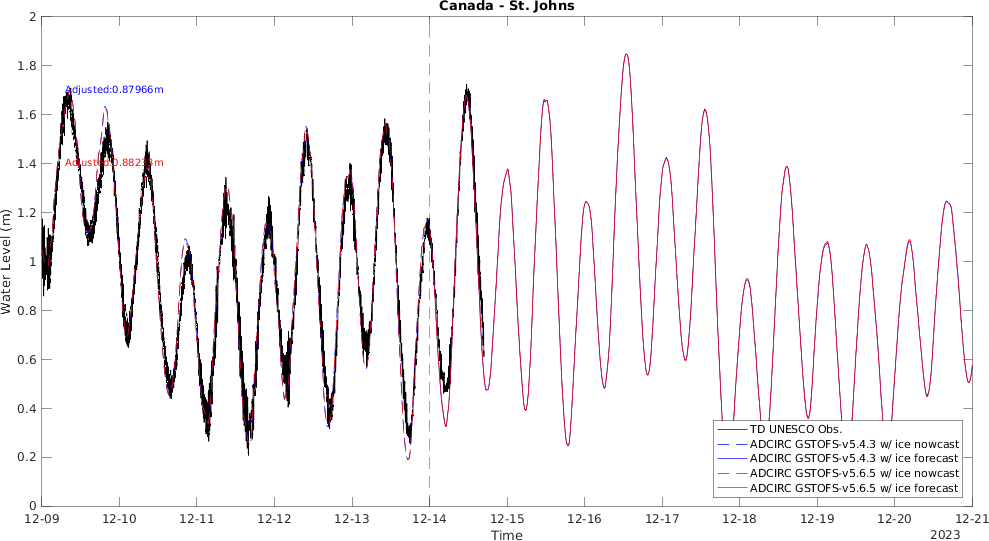 Canada - St. Johns
2
1.8
1.6
1.4
1.2
1
0.8
0.6
0.4
0.2
0
Water Level (m)
Adjusted:0.87966m
TD UNESCO Obs.
ADCIRC GSTOFS-v5.4.3 w/ ice nowcast
ADCIRC GSTOFS-v5.4.3 w/ ice forecast
ADCIRC GSTOFS-v5.6.5 w/ ice nowcast
ADCIRC GSTOFS-v5.6.5 w/ ice forecast
12-09 12-10 12-11 12-12 12-13 12-14 12-15 12-16 12-17 12-18 12-19 12-20 12-21
Time
2023